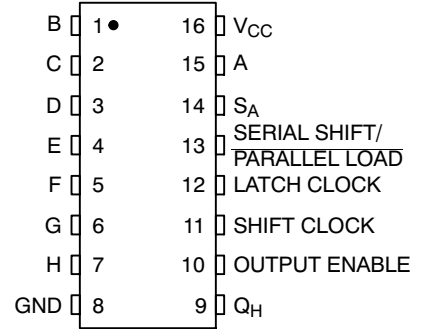 B 1 16 VCC
C 2 15 A
D 3 14 SA
E 4 13 SERIAL SHIFT/
PARALLEL LOAD
F 5 12 LATCH CLOCK
G 6 11 SHIFT CLOCK
H 7 10 OUTPUT ENABLE
GND 8 9 QH